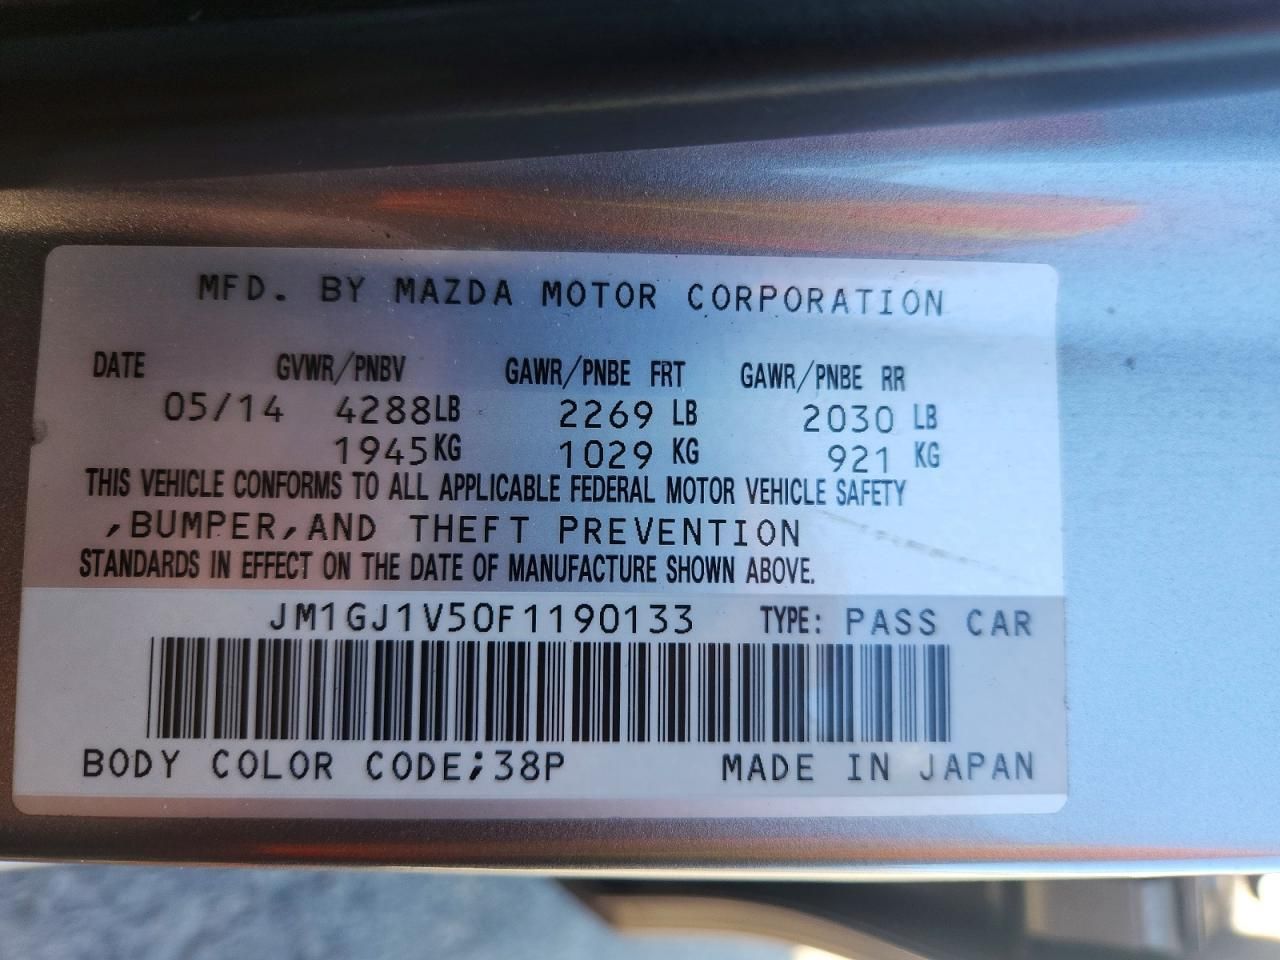 MFD. BY MAZDA MOTOR CORPORATION
DATE GVWR/PNBV GAWR/PNBE FRT GAWR/PNBE RR
05/14 4288LB 2269 LB 2030 LB
1945KG 1029 KG 921 KG
THIS VEHICLE CONFORMS TO ALL APPLICABLE FEDERAL MOTOR VEHICLE SAFETY
,BUMPER,AND THEFT PREVENTION
STANDARDS IN EFFECT ON THE DATE OF MANUFACTURE SHOWN ABOVE.
JM1GJ1V50F1190133 TYPE: PASS CAR
BODY COLOR CODE;38P MADE IN JAPAN